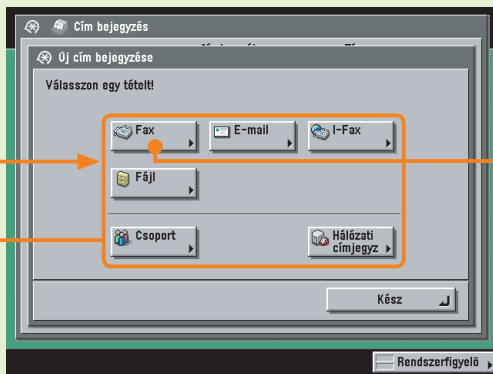 Cím bejegyzés
Új cím bejegyzése
Válasszon egy tételt!
Fax
E-mail
I-Fax
Fájl
Csoport
Hálózati
címjegyz
Kész
Rendszerfigyelő